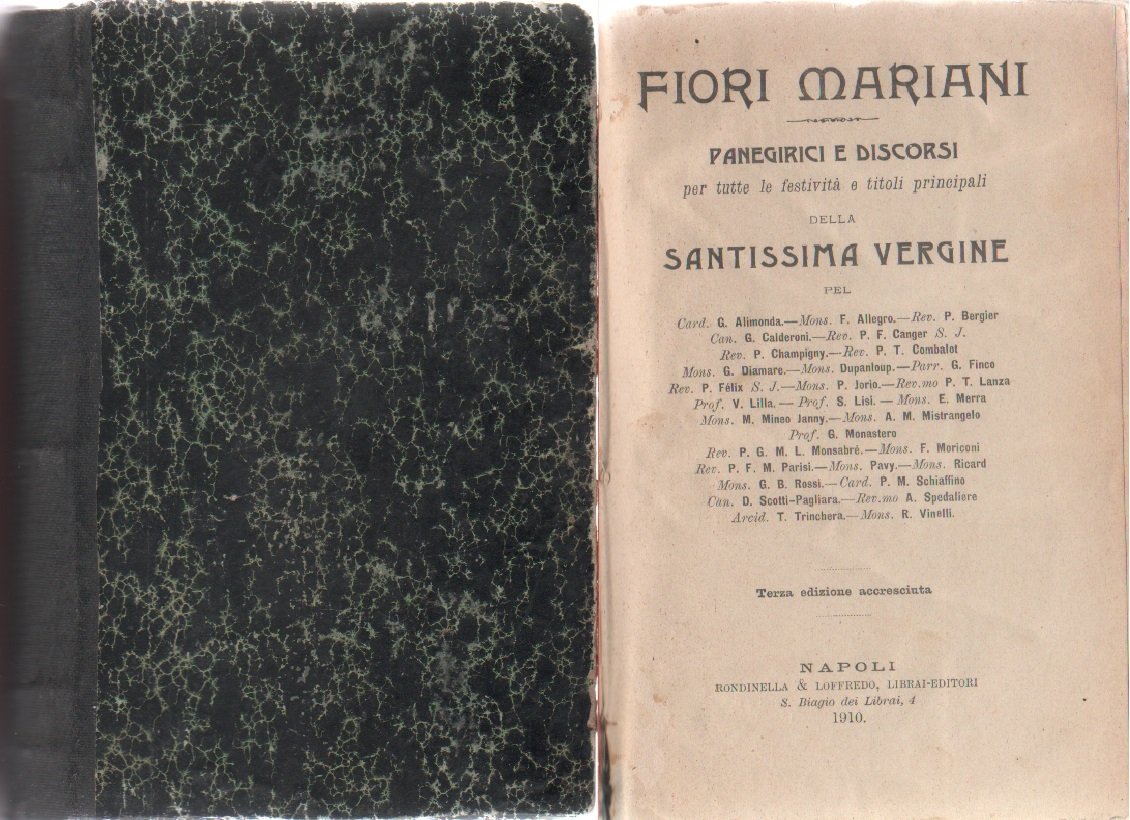 FIORI MARIANI
PANEGIRICI E DISCORSI
per tutte le festività e titoli principali
DELLA
SANTISSIMA VERGINE
PEL
Card. G. Alimonda.—Mons. F. Allegro.—Rev. P. Bergier
Can. G. Calderoni.—Rev. P. F. Canger S. J.
Rev. P. Champigny.—Rev. P. T. Combalot
Mons. G. Diamare.—Mons. Dupanloup.—Parr. G. Finco
Rev. P. Félix S. J.—Mons. P. Jorio.—Rev.mo P. T. Lanza
Prof. V. Lilla.—Prof. S. Lisi.—Mons. E. Merra
Mons. M. Mineo Janny.—Mons. A. M. Mistrangelo
Prof. G. Monastero
Rev. P. G. M. L. Monsabré.—Mons. F. Moriconi
Rev. P. F. M. Parisi.—Mons. Pavy.—Mons. Ricard
Mons. G. B. Rossi.—Card. P. M. Schiaffino
Can. D. Scotti-Pagliara.—Rev.mo A. Spedaliere
Arcid. T. Trinchera.—Mons. R. Vinelli.
Terza edizione accresciuta
NAPOLI
RONDINELLA & LOFFREDO, LIBRAI-EDITORI
S. Biagio dei Librai, 4
1910.